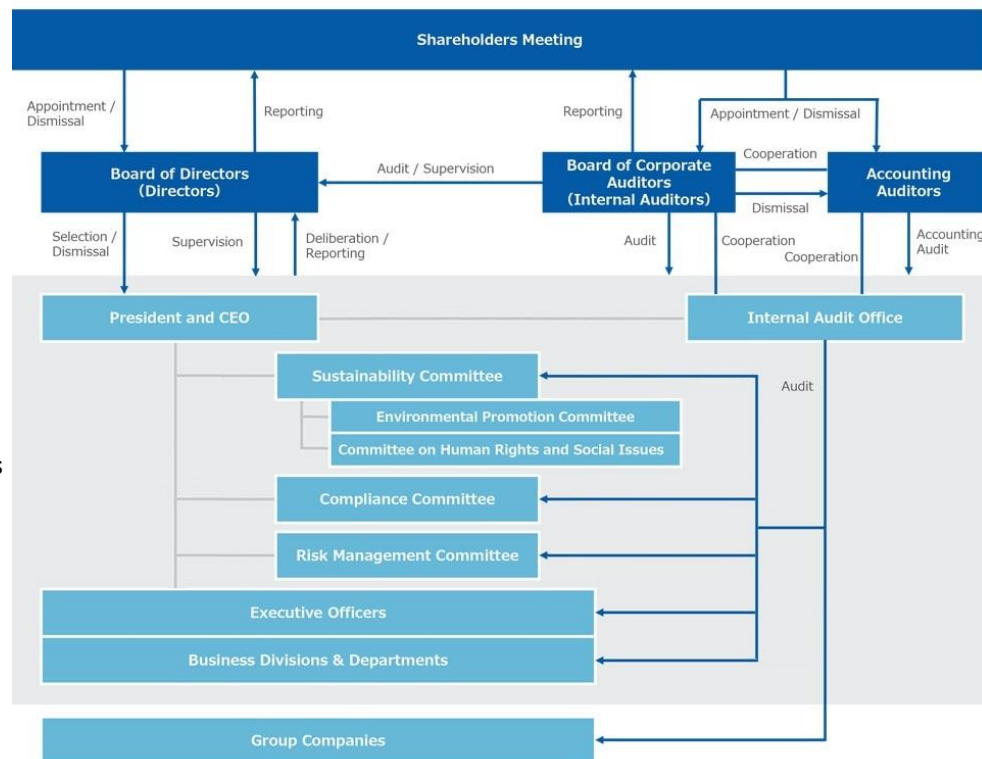 Shareholders Meeting
Appointment /
Dismissal
Reporting
Reporting
Appointment / Dismissal
Board of Directors
(Directors)
Audit / Supervision
Board of Corporate
Auditors
(Internal Auditors)
Cooperation
Dismissal
Accounting
Auditors
Selection /
Dismissal
Supervision
Deliberation /
Reporting
Audit
Cooperation
Cooperation
Accounting
Audit
President and CEO
Internal Audit Office
Sustainability Committee
Audit
Environmental Promotion Committee
Committee on Human Rights and Social Issues
s
Compliance Committee
Risk Management Committee
Executive Officers
Business Divisions & Departments
Group Companies